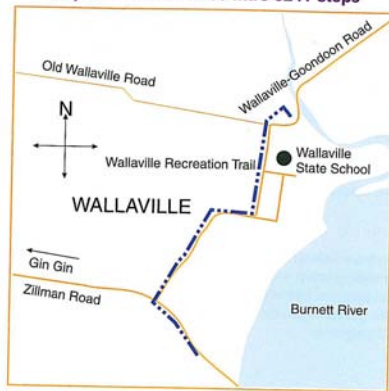 Old Wallaville Road
Wallaville-Goondoon Road
N
Wallaville Recreation Trail
Wallaville
State School
WALLAVILLE
Gin Gin
Zillman Road
Burnett River